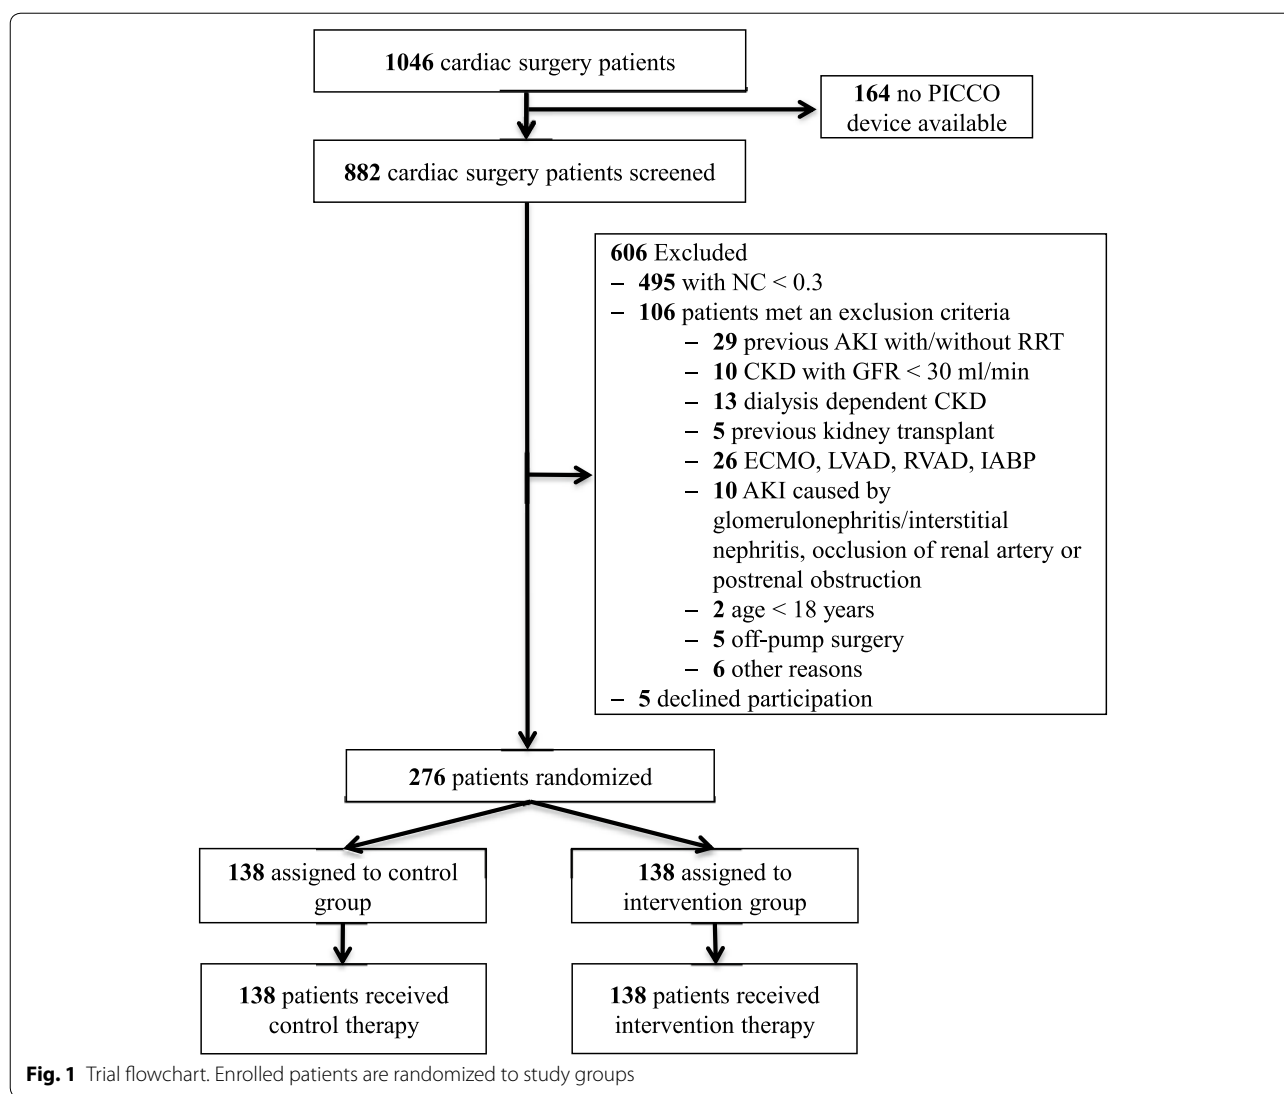 1046 cardiac surgery patients
164 no PICCO
device available
882 cardiac surgery patients screened
606 Excluded
– 495 with NC < 0.3
– 106 patients met an exclusion criteria
– 29 previous AKI with/without RRT
– 10 CKD with GFR < 30 ml/min
– 13 dialysis dependent CKD
– 5 previous kidney transplant
– 26 ECMO, LVAD, RVAD, IABP
– 10 AKI caused by
glomerulonephritis/interstitial
nephritis, occlusion of renal artery or
postrenal obstruction
– 2 age < 18 years
– 5 off-pump surgery
– 6 other reasons
– 5 declined participation
276 patients randomized
138 assigned to control
group
138 assigned to
intervention group
138 patients received
control therapy
138 patients received
intervention therapy
Fig. 1 Trial flowchart. Enrolled patients are randomized to study groups